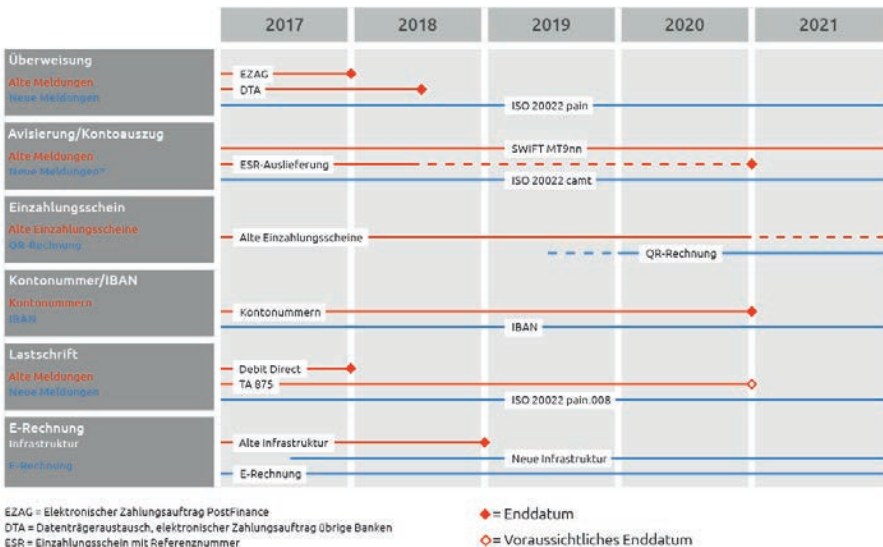 2017 2018 2019 2020 2021
Überweisung
Alte Meldungen
Neue Meldungen
EZAG
DTA
ISO 20022 pain
Avisierung/Kontoauszug
Alte Meldungen
Neue Meldungen*
SWIFT MT9nn
ESR-Auslieferung
ISO 20022 camt
Einzahlungsschein
Alte Einzahlungsscheine
QR-Rechnung
Alte Einzahlungsscheine
QR-Rechnung
Kontonummer/IBAN
Kontonummern
IBAN
Kontonummern
IBAN
Lastschrift
Alte Meldungen
Neue Meldungen
Debit Direct
TA 875
ISO 20022 pain.008
E-Rechnung
Infrastruktur
E-Rechnung
Alte Infrastruktur
Neue Infrastruktur
E-Rechnung
EZAG = Elektronischer Zahlungsauftrag PostFinance
DTA = Datenträgeraustausch, elektronischer Zahlungsauftrag übrige Banken
ESR = Einzahlungsschein mit Referenznummer
= Enddatum
= Voraussichtliches Enddatum